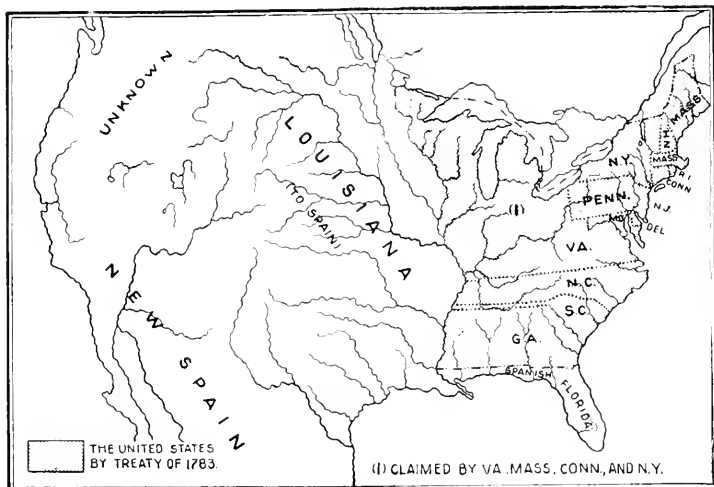 UNKNOWN
LOUISIANA
(TO SPAIN)
NEW SPAIN
MASS.
N.H.
N.Y.
MASS
R.I.
CONN
PENN.
N.J.
MD.
DEL
(1)
VA.
N.C.
S.C.
GA.
SPANISH
FLORIDA
THE UNITED STATES
BY TREATY OF 1783.
(1) CLAIMED BY VA. MASS. CONN., AND N.Y.